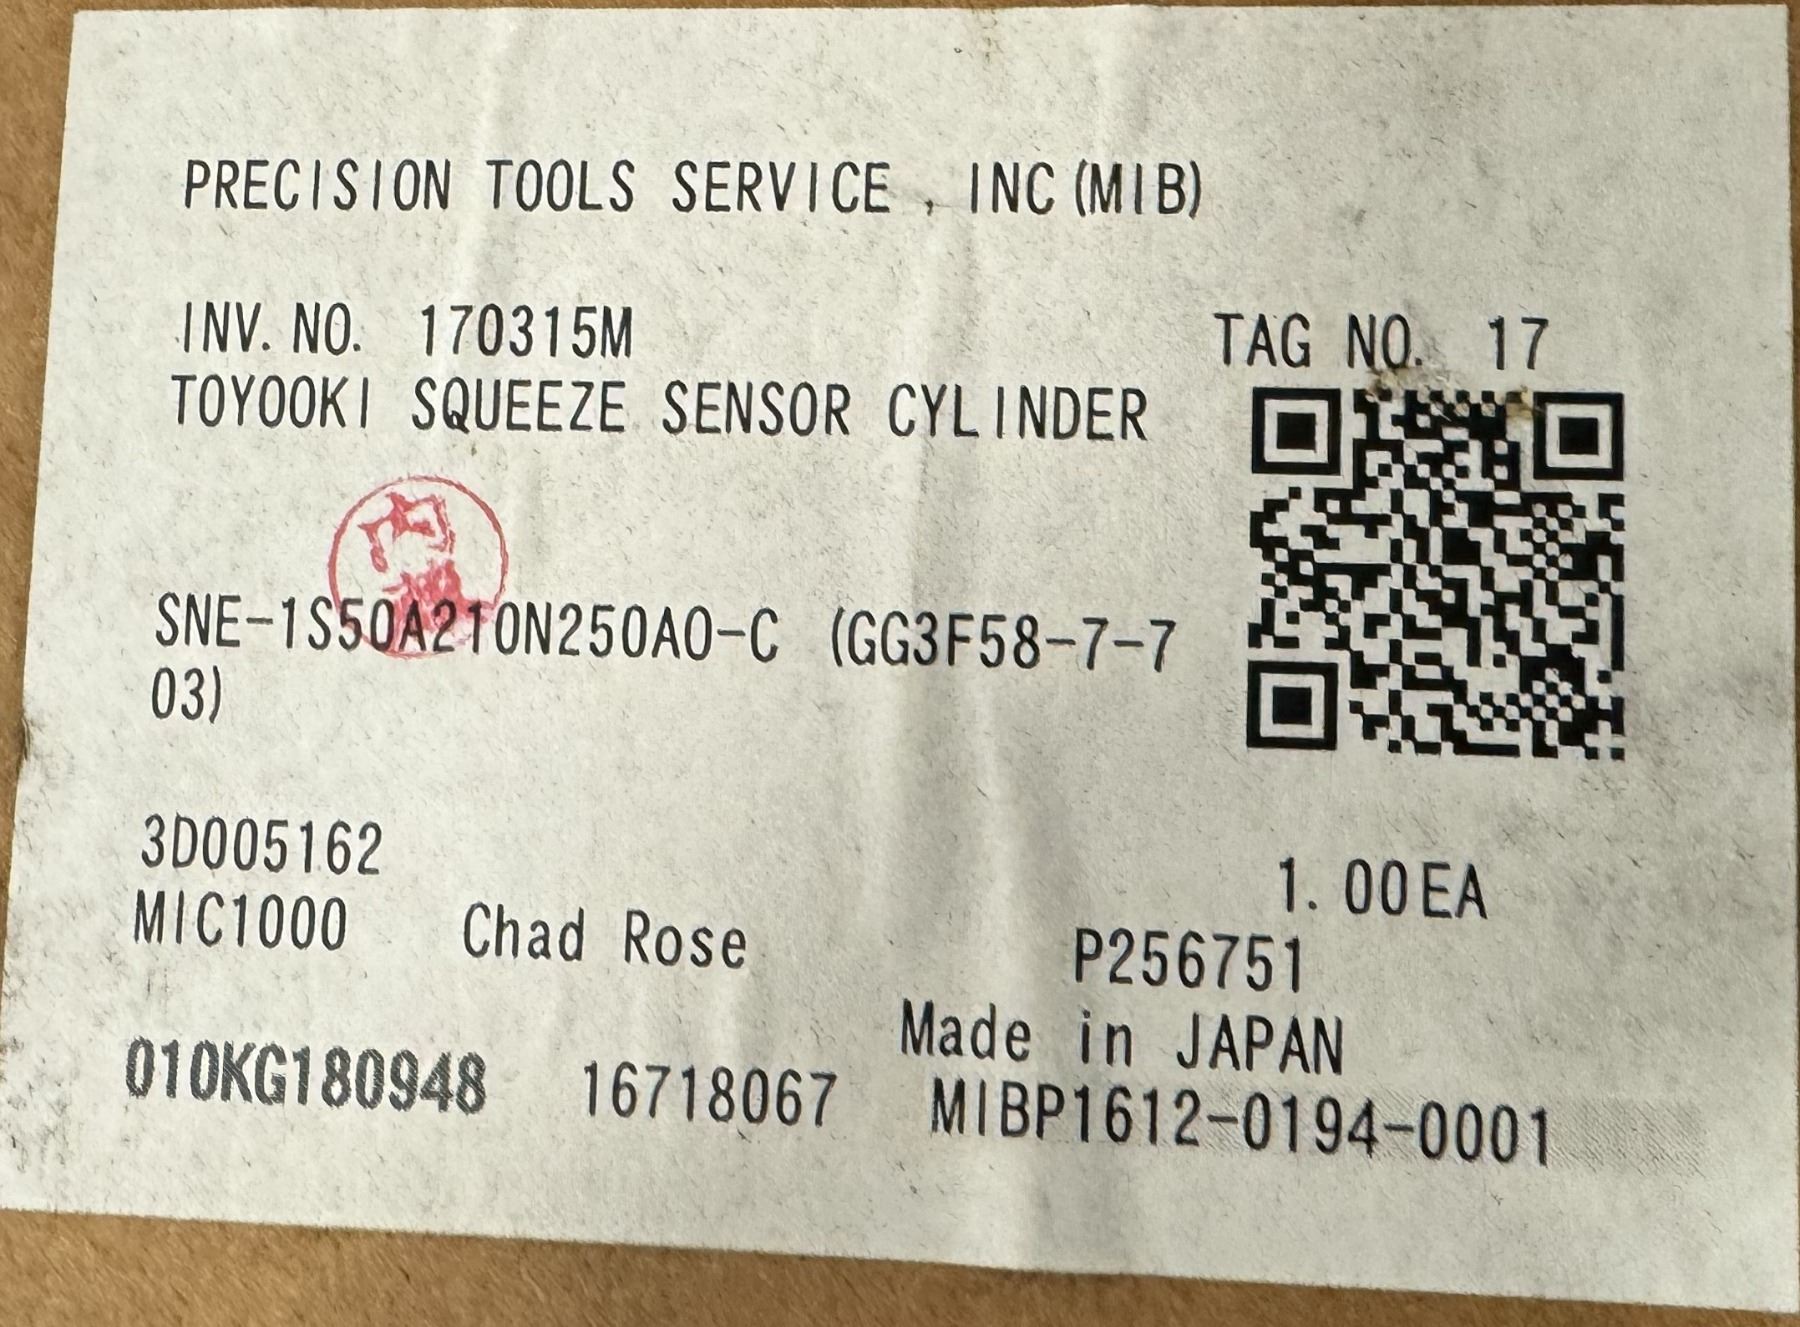 PRECISION TOOLS SERVICE , INC(MIB)
INV. NO. 170315M
TAG NO. 17
TOYOOKI SQUEEZE SENSOR CYLINDER
SNE-1S50A210N250A0-C (GG3F58-7-7
03)
3D005162
1.00EA
MIC1000 Chad Rose
P256751
Made in JAPAN
010KG180948 16718067 MIBP1612-0194-0001